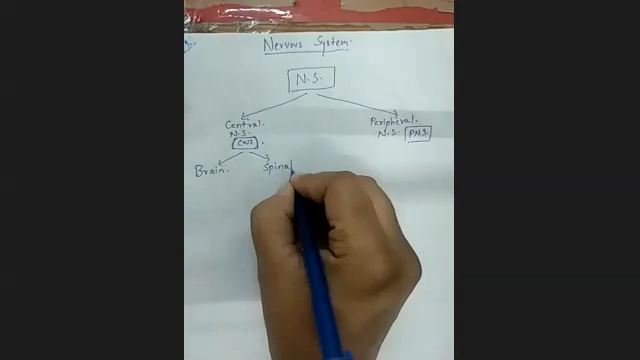 Nervous System.
N.S.
Central
N.S.
CNS
Peripheral.
N.S. PNS
Brain.
Spinal